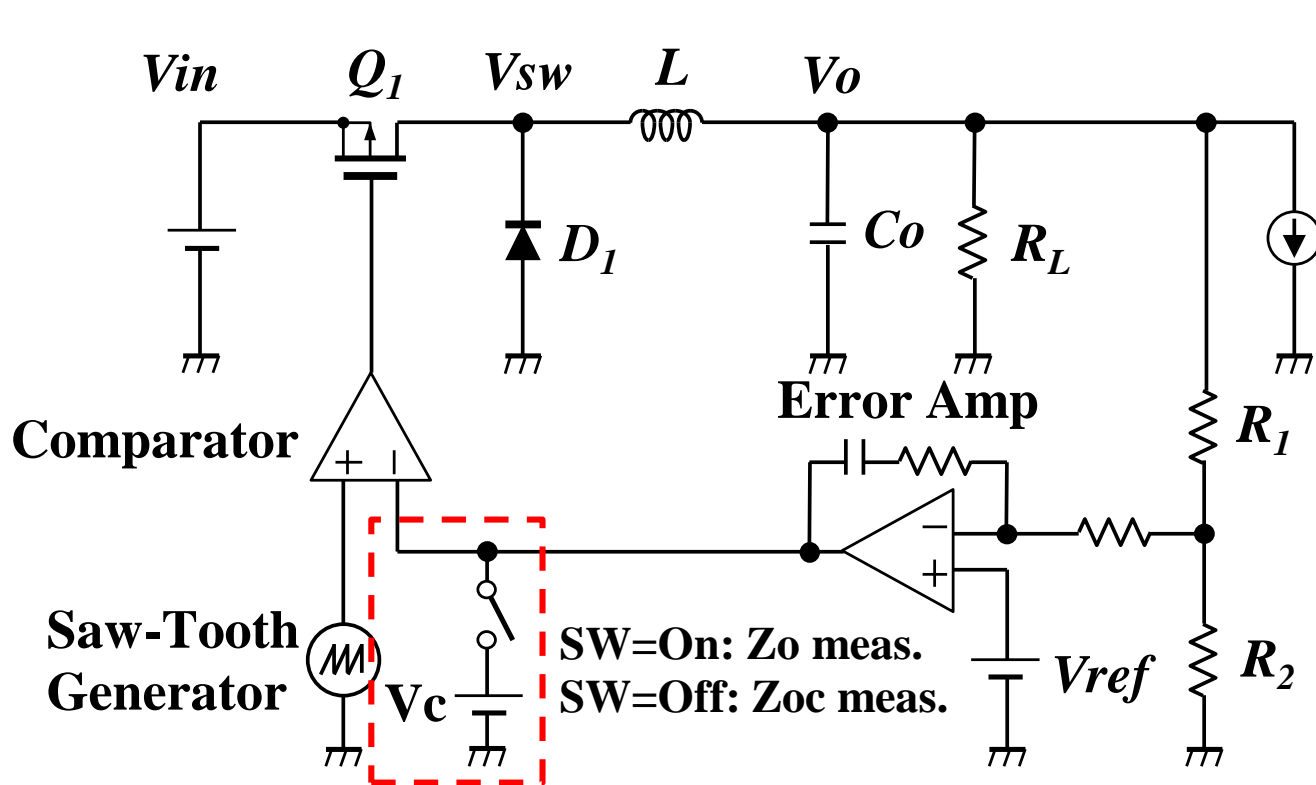 Vin
Q1
Vsw
L
Vo
D1
Co
RL
Error Amp
R1
Comparator
+
−
−
+
Saw-Tooth
Generator
Vc
SW=On: Zo meas.
SW=Off: Zoc meas.
Vref
R2